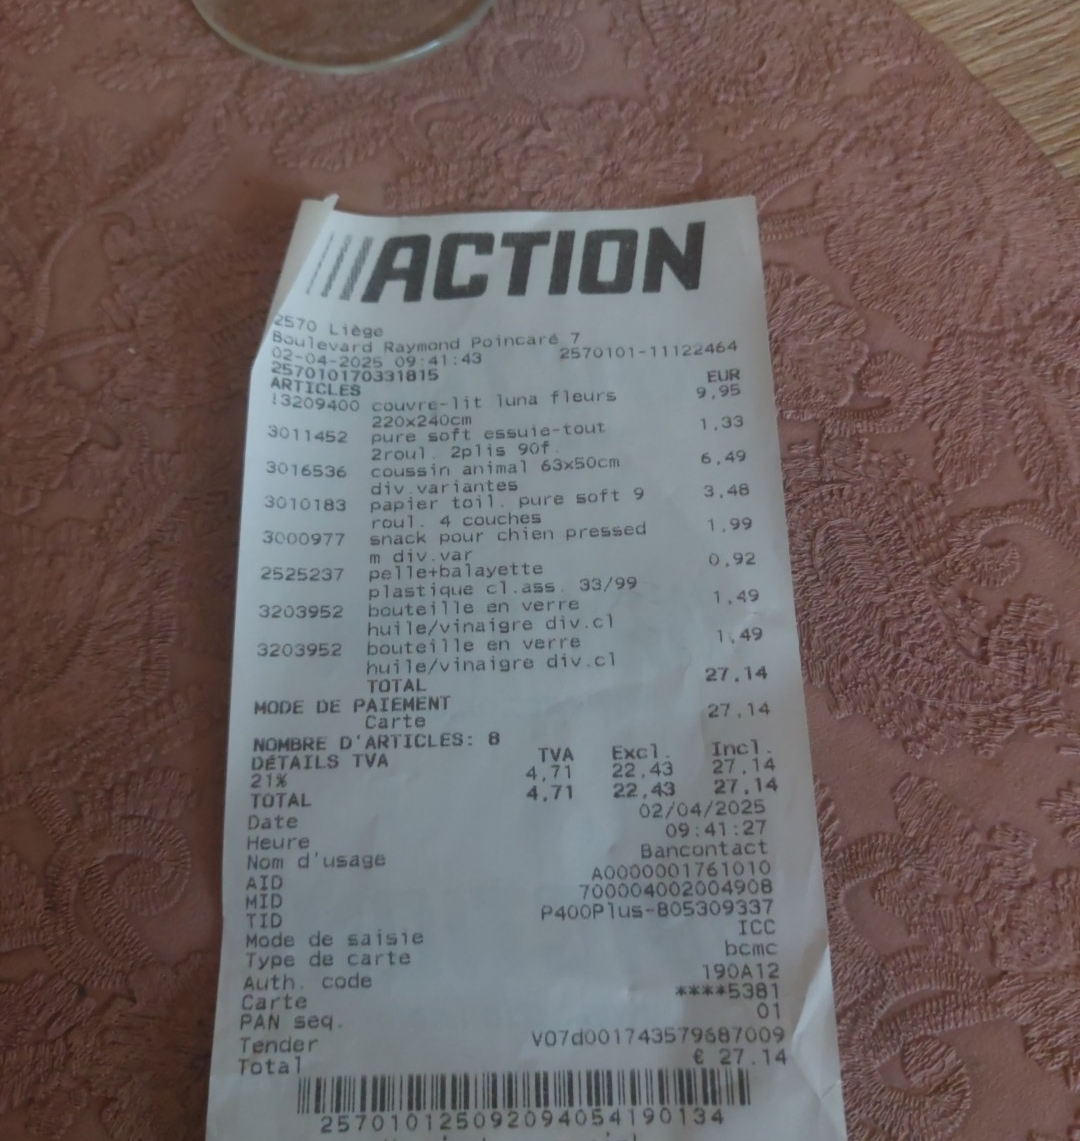 ACTION
2570 Liège
Boulevard Raymond Poincaré 7
02-04-2025 09:41:43 2570101-11122464
257010170331815
ARTICLES EUR
13209400 couvre-lit luna fleurs 9,95
220x240cm
3011452 pure soft essuie-tout 1,33
2roul. 2plis 90f.
3016536 coussin animal 63x50cm 6,49
div.variantes
3010183 papier toil. pure soft 9 3,48
roul. 4 couches
3000977 snack pour chien pressed 1,99
m div.var
2525237 pelle+balayette 0,92
plastique cl.ass. 33/99
3203952 bouteille en verre 1,49
huile/vinaigre div.cl
3203952 bouteille en verre 1,49
huile/vinaigre div.cl
TOTAL 27,14
MODE DE PAIEMENT
Carte 27,14
NOMBRE D'ARTICLES: 8
DÉTAILS TVA TVA Excl. Incl.
21% 4,71 22,43 27,14
TOTAL 4,71 22,43 27,14
Date 02/04/2025
Heure 09:41:27
Nom d'usage Bancontact
AID A0000001761010
MID 700004002004908
TID P400Plus-805309337
Mode de saisie ICC
Type de carte bcmc
Auth. code 190A12
Carte ****5381
PAN seq. 01
Tender V07d001743579687009
Total € 27.14
257010125092094054190134